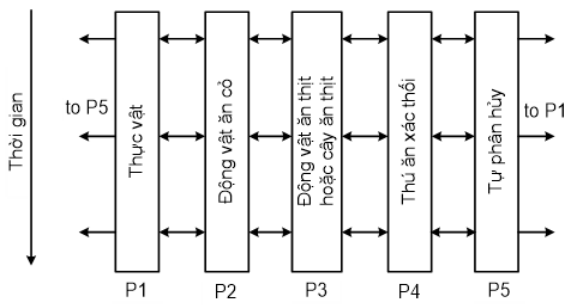 Thời gian
to P5
Thực vật
Động vật ăn cỏ
Động vật ăn thịt
hoặc cây ăn thịt
Thú ăn xác thối
Tự phân hủy
to P1
P1
P2
P3
P4
P5